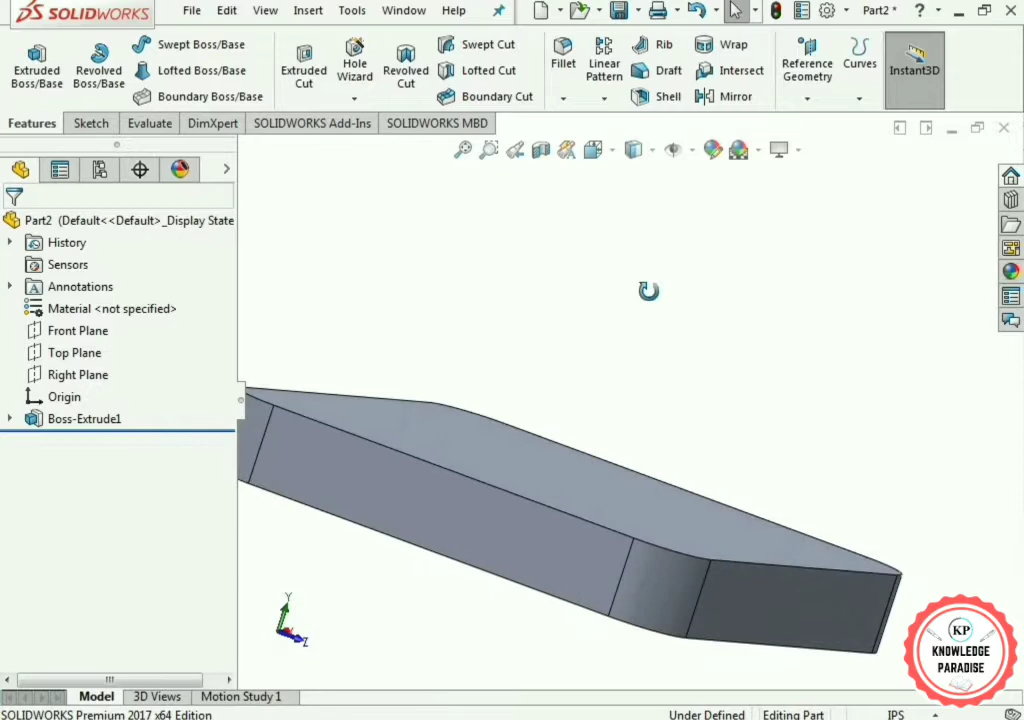 SOLIDWORKS
File Edit View Insert Tools Window Help
Part2 *
?
Extruded Boss/Base
Revolved Boss/Base
Swept Boss/Base
Lofted Boss/Base
Boundary Boss/Base
Extruded Cut
Hole Wizard
Revolved Cut
Swept Cut
Lofted Cut
Boundary Cut
Fillet
Linear Pattern
Rib
Draft
Shell
Wrap
Intersect
Mirror
Reference Geometry
Curves
Instant3D
Features Sketch Evaluate DimXpert SOLIDWORKS Add-Ins SOLIDWORKS MBD
Part2 (Default<<Default>_Display State
History
Sensors
A Annotations
Material <not specified>
Front Plane
Top Plane
Right Plane
Origin
Boss-Extrude1
Y
Z
KP
KNOWLEDGE
PARADISE
Model 3D Views Motion Study 1
SOLIDWORKS Premium 2017 x64 Edition
Under Defined Editing Part IPS